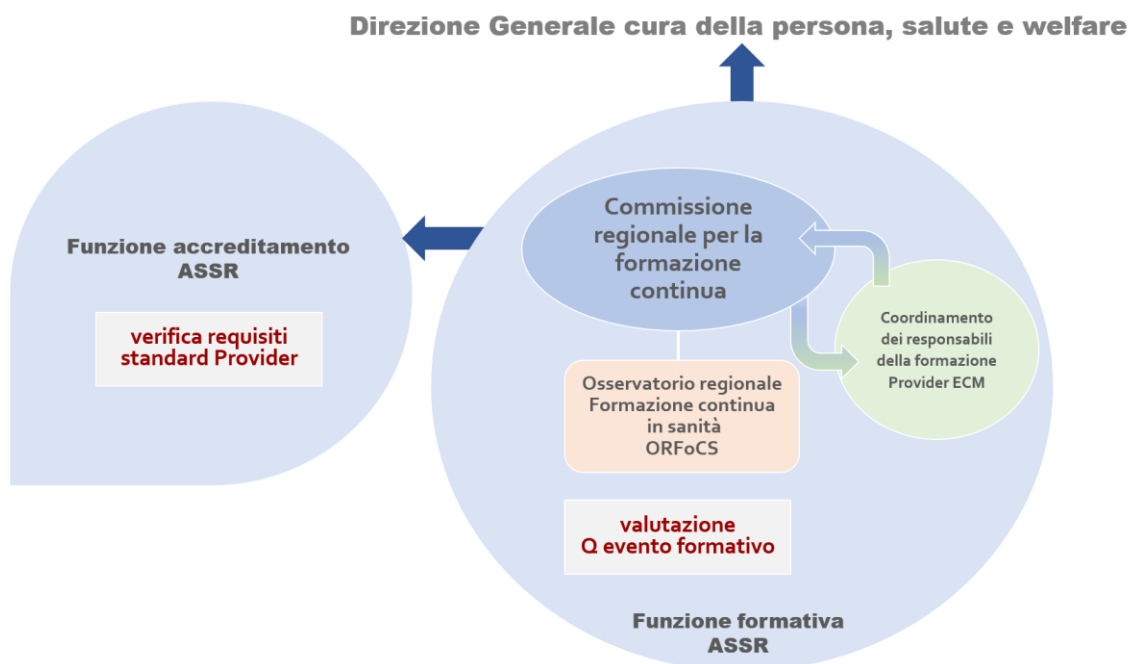 Direzione Generale cura della persona, salute e welfare
Funzione accreditamento
ASSR
verifica requisiti
standard Provider
Commissione
regionale per la
formazione
continua
Coordinamento
dei responsabili
della formazione
Provider ECM
Osservatorio regionale
Formazione continua
in sanità
ORFoCS
valutazione
Q evento formativo
Funzione formativa
ASSR